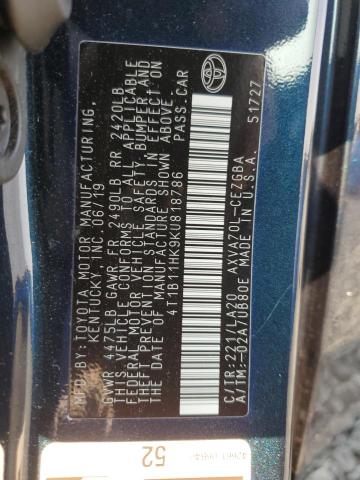 MFD.BY:TOYOTA MOTOR MANUFACTURING,
KENTUCKY, INC. 06/19
GVWR 4475LB GAWR FR 2490LB RR 2420LB
THIS VEHICLE CONFORMS TO ALL APPLICABLE
FEDERAL MOTOR VEHICLE SAFETY, BUMPER, AND
THEFT PREVENTION STANDARDS IN EFFECT ON
THE DATE OF MANUFACTURE SHOWN ABOVE.
4T1B11HK9KU818786 PASS.CAR
C/TR:221/LA20 AXVA70L-CEZGBA
A/TM:-02A/UB80E MADE IN U.S.A.
51727
52